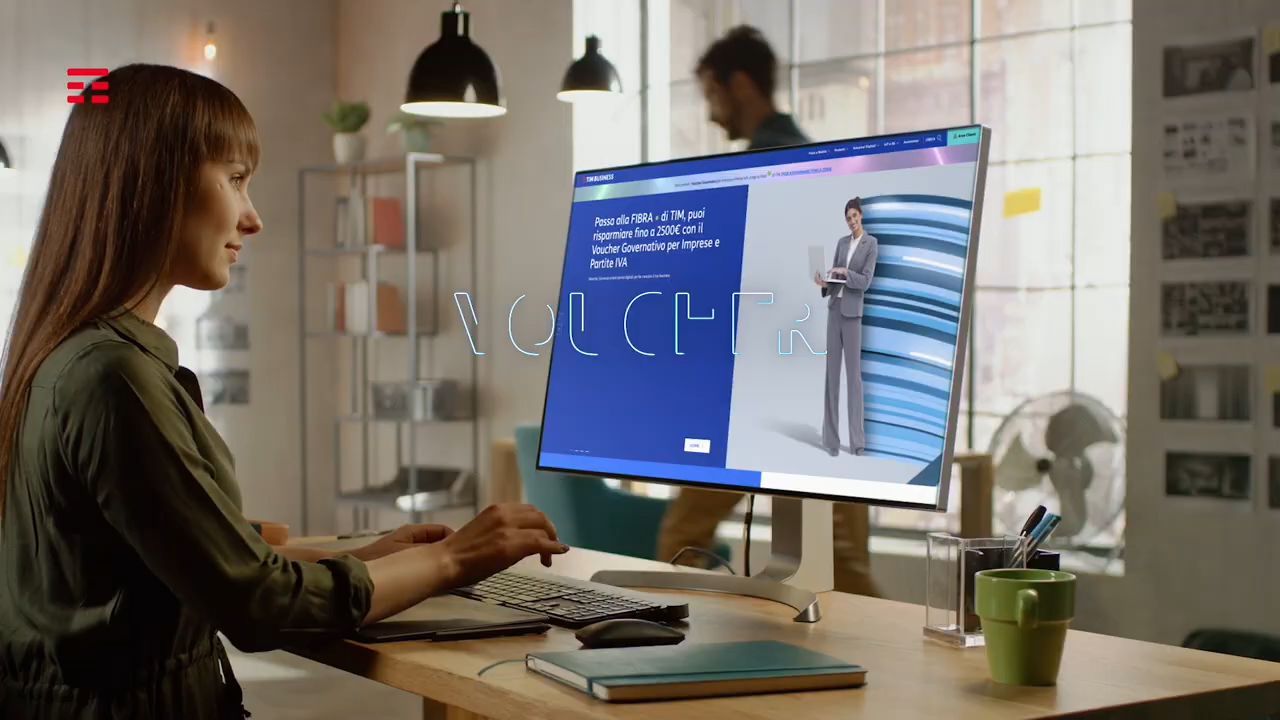 TIM BUSINESS
Passa alla FIBRA di TIM, puoi
risparmiare fino a 2500€ con il
Voucher Governativo per Imprese e
Partite IVA
VOUCHER